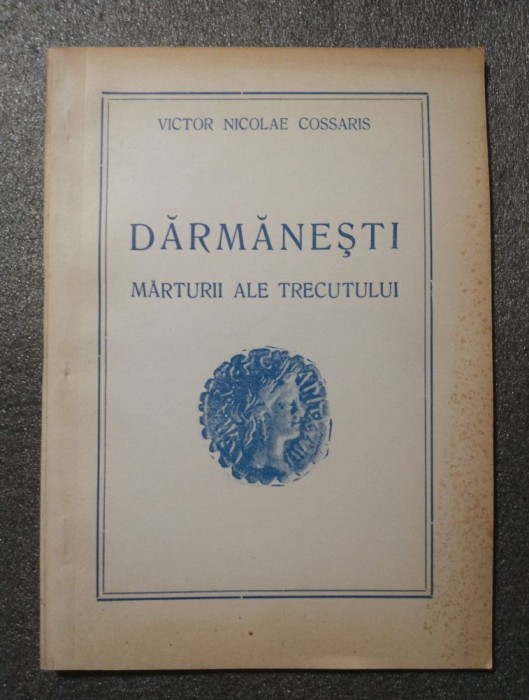 VICTOR NICOLAE COSSARIS
DĂRMĂNEŞTI
MĂRTURII ALE TRECUTULUI